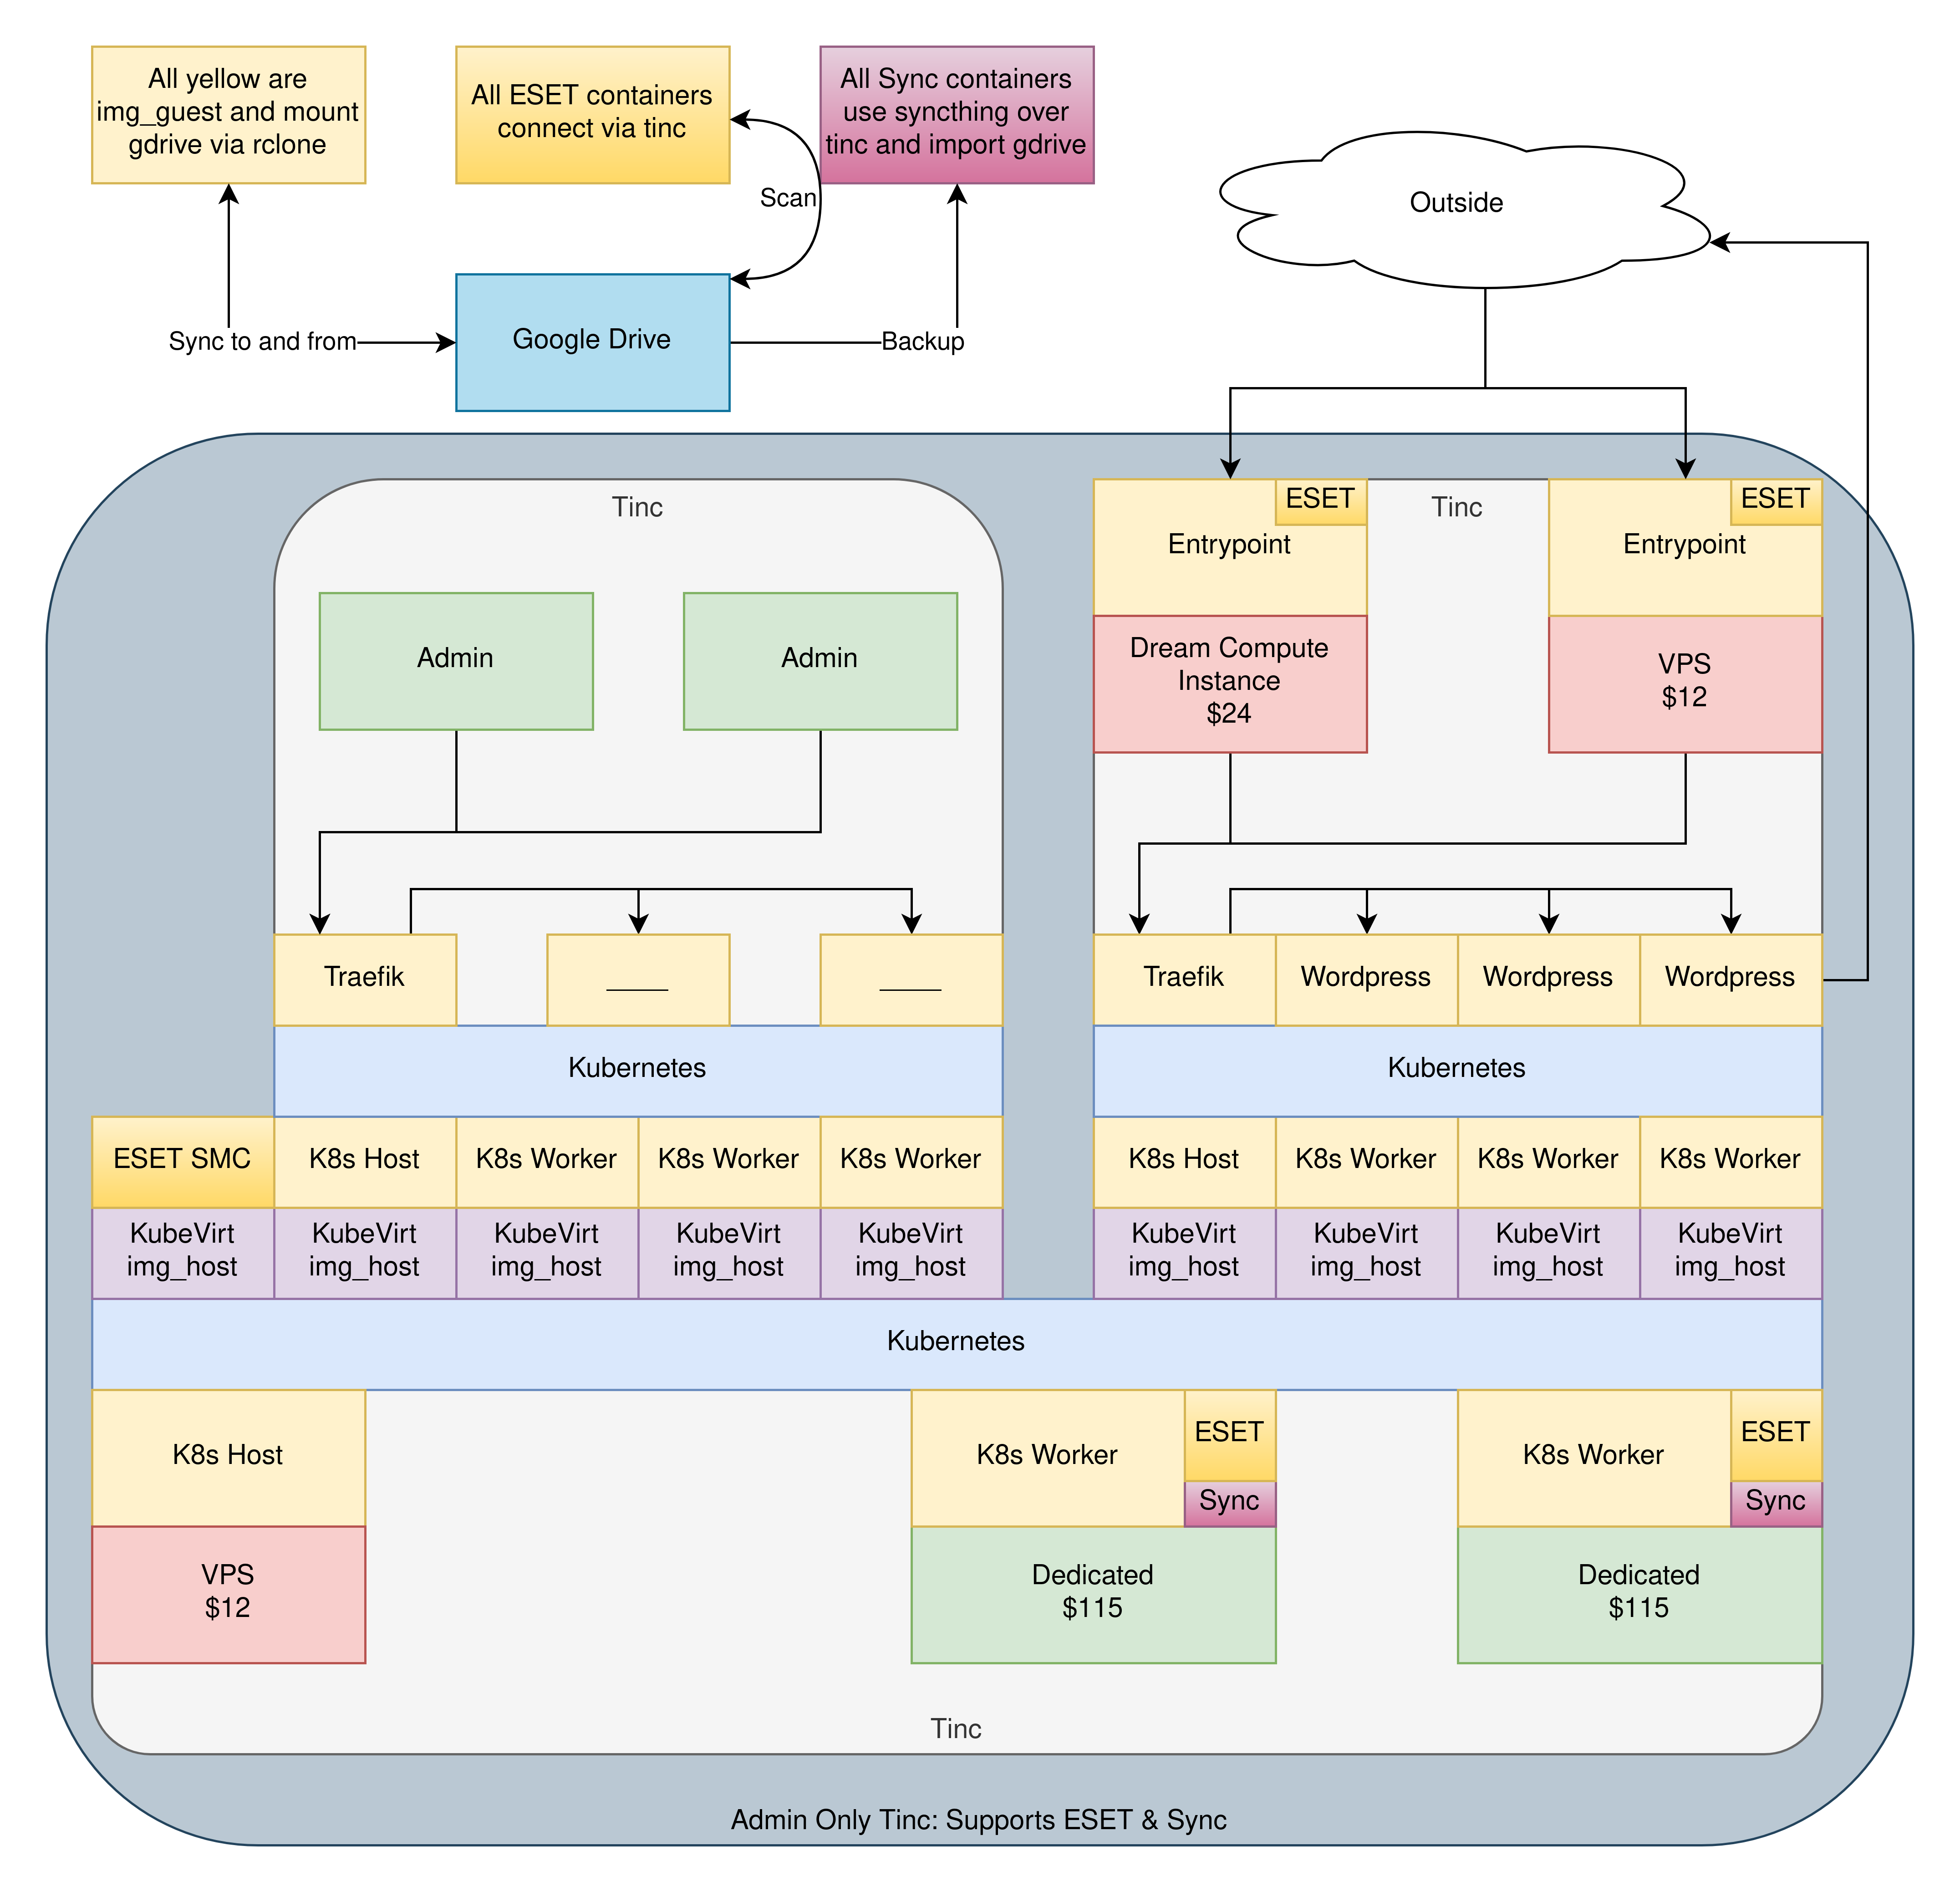 All yellow are
img_guest and mount
gdrive via rclone
All ESET containers
connect via tinc
All Sync containers
use syncthing over
tinc and import gdrive
Scan
Outside
Sync to and from
Google Drive
Backup
Tinc
ESET
Tinc
ESET
Entrypoint
Entrypoint
Admin
Admin
Dream Compute
Instance
$24
VPS
$12
Traefik
____
____
Traefik
Wordpress
Wordpress
Wordpress
Kubernetes
Kubernetes
ESET SMC
K8s Host
K8s Worker
K8s Worker
K8s Worker
K8s Host
K8s Worker
K8s Worker
K8s Worker
KubeVirt
img_host
KubeVirt
img_host
KubeVirt
img_host
KubeVirt
img_host
KubeVirt
img_host
KubeVirt
img_host
KubeVirt
img_host
KubeVirt
img_host
KubeVirt
img_host
Kubernetes
K8s Host
K8s Worker
ESET
Sync
K8s Worker
ESET
Sync
VPS
$12
Dedicated
$115
Dedicated
$115
Tinc
Admin Only Tinc: Supports ESET & Sync